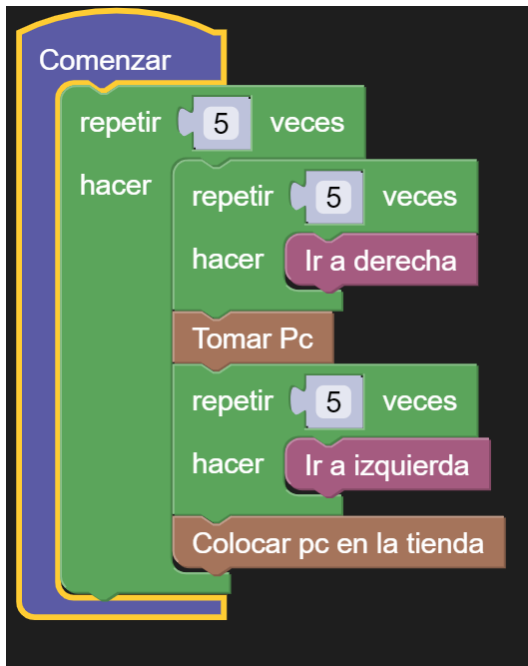 Comenzar
repetir 5 veces
hacer
repetir 5 veces
hacer Ir a derecha
Tomar Pc
repetir 5 veces
hacer Ir a izquierda
Colocar pc en la tienda